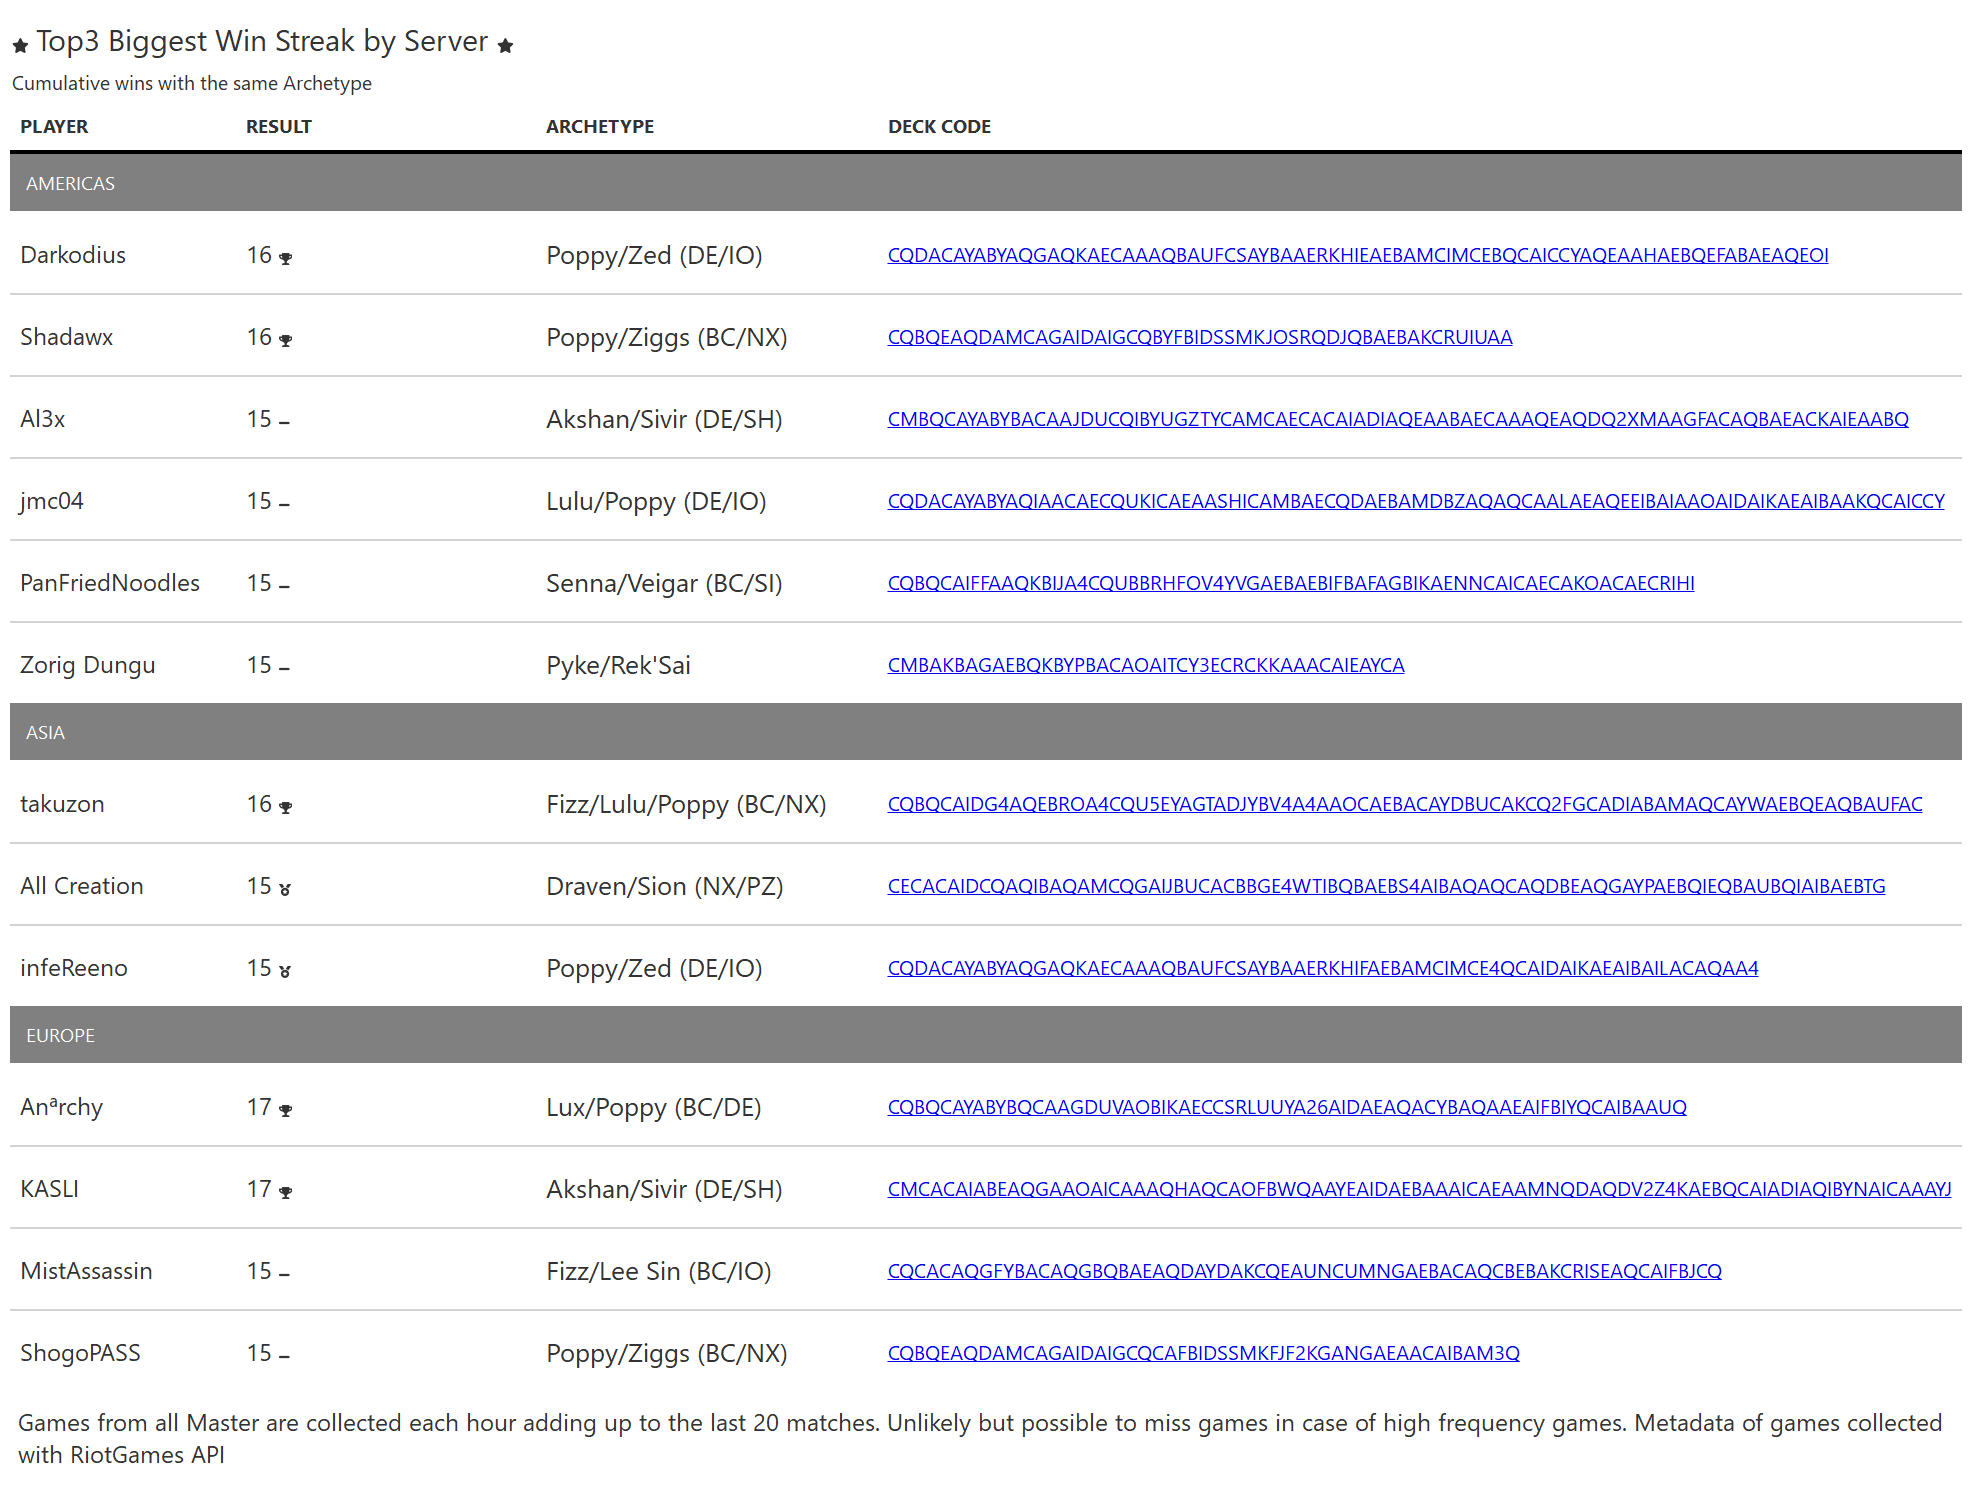 ★ Top3 Biggest Win Streak by Server ★
Cumulative wins with the same Archetype
PLAYER RESULT ARCHETYPE DECK CODE
AMERICAS
Darkodius 16 Poppy/Zed (DE/IO) CQDACAYABYAQGAQKAECAAAQBAUFCSAYBAAERKHIEAEBAMCIMCEBQCAICCYAQEAAHAEBQEFABAEAQEOI
Shadawx 16 Poppy/Ziggs (BC/NX) CQBQEAQDAMCAGAIDAIGCQBYFBIDSSMKJOSRQDJQBAEBAKCRUIUAA
Al3x 15 – Akshan/Sivir (DE/SH) CMBQCAYABYBACAAJDUCQIBYUGZTYCAMCAECACAIADIAQEAABAECAAAQEAQDQ2XMAAGFACAQBAEACKAIEAABQ
jmc04 15 – Lulu/Poppy (DE/IO) CQDACAYABYAQIAACAECQUKICAEAASHICAMBAECQDAEBAMDBZAQAQCAALAEAQEEIBAIAAOAIDAIKAEAIBAAKQCAICCY
PanFriedNoodles 15 – Senna/Veigar (BC/SI) CQBQCAIFFAAQKBIJA4CQUBBRHFOV4YVGAEBAEBIFBAFAGBIKAENNCAICAECAKOACAECRIHI
Zorig Dungu 15 – Pyke/Rek'Sai CMBAKBAGAEBQKBYPBACAOAITCY3ECRCKKAAACAIEAYCA
ASIA
takuzon 16 Fizz/Lulu/Poppy (BC/NX) CQBQCAIDG4AQEBROA4CQU5EYAGTADJYBV4A4AAOCAEBACAYDBUCAKCQ2FGCADIABAMAQCAYWAEBQEAQBAUFAC
All Creation 15 Draven/Sion (NX/PZ) CECACAIDCQAQIBAQAMCQGAIJBUCACBBGE4WTIBQBAEBS4AIBAQAQCAQDBEAQGAYPAEBQIEQBAUBQIAIBAEBTG
infeReeno 15 Poppy/Zed (DE/IO) CQDACAYABYAQGAQKAECAAAQBAUFCSAYBAAERKHIFAEBAMCIMCE4QCAIDAIKAEAIBAILACAQAA4
EUROPE
Anªrchy 17 Lux/Poppy (BC/DE) CQBQCAYABYBQCAAGDUVAOBIKAECCSRLUUYA26AIDAEAQACYBAQAAEAIFBIYQCAIBAAUQ
KASLI 17 Akshan/Sivir (DE/SH) CMCACAIABEAQGAAOAICAAAQHAQCAOFBWQAAYEAIDAEBAAAICAEAAMNQDAQDV2Z4KAEBQCAIADIAQIBYNAICAAAYJ
MistAssassin 15 – Fizz/Lee Sin (BC/IO) CQCACAQGFYBACAQGBQBAEAQDAYDAKCQEAUNCUMNGAEBACAQCBEBAKCRISEAQCAIFBJCQ
ShogoPASS 15 – Poppy/Ziggs (BC/NX) CQBQEAQDAMCAGAIDAIGCQCAFBIDSSMKFJF2KGANGAEAACAIBAM3Q
Games from all Master are collected each hour adding up to the last 20 matches. Unlikely but possible to miss games in case of high frequency games. Metadata of games collected
with RiotGames API